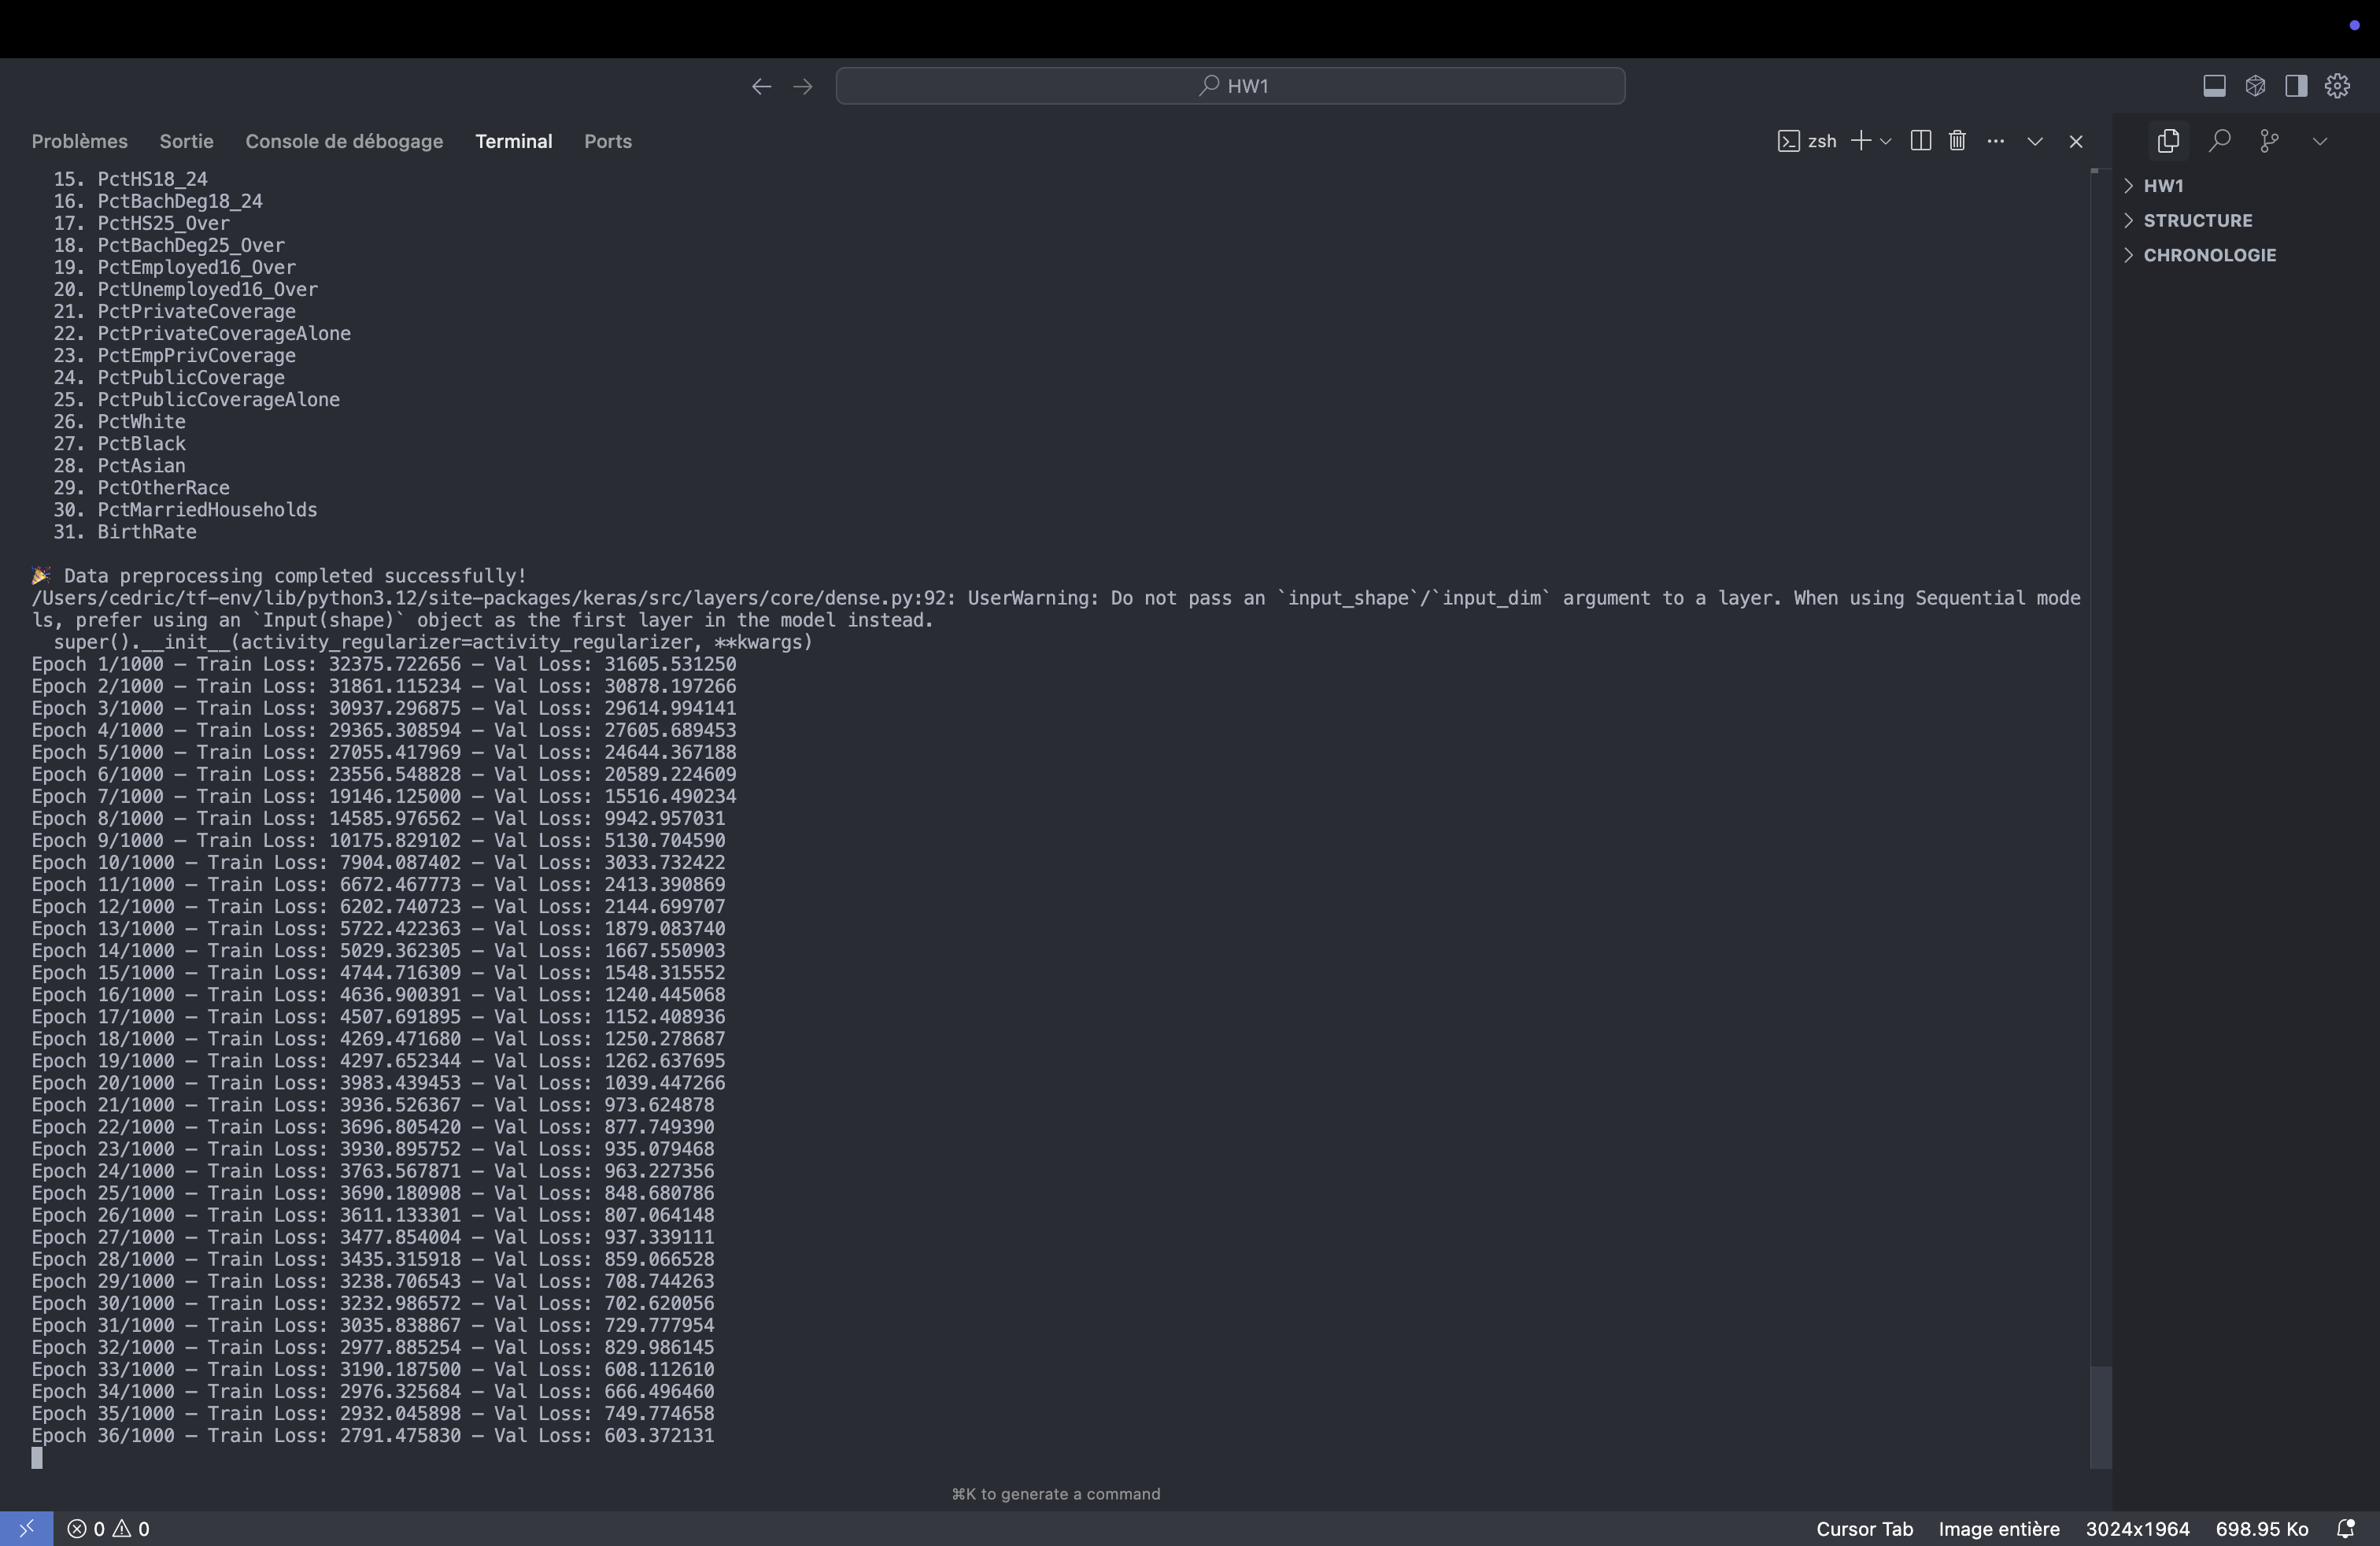 HW1
Problèmes Sortie Console de débogage Terminal Ports
zsh
15. PctHS18_24
16. PctBachDeg18_24
17. PctHS25_Over
18. PctBachDeg25_Over
19. PctEmployed16_Over
20. PctUnemployed16_Over
21. PctPrivateCoverage
22. PctPrivateCoverageAlone
23. PctEmpPrivCoverage
24. PctPublicCoverage
25. PctPublicCoverageAlone
26. PctWhite
27. PctBlack
28. PctAsian
29. PctOtherRace
30. PctMarriedHouseholds
31. BirthRate
🎉 Data preprocessing completed successfully!
/Users/cedric/tf-env/lib/python3.12/site-packages/keras/src/layers/core/dense.py:92: UserWarning: Do not pass an `input_shape`/`input_dim` argument to a layer. When using Sequential mode
ls, prefer using an `Input(shape)` object as the first layer in the model instead.
super().__init__(activity_regularizer=activity_regularizer, **kwargs)
Epoch 1/1000 — Train Loss: 32375.722656 — Val Loss: 31605.531250
Epoch 2/1000 — Train Loss: 31861.115234 — Val Loss: 30878.197266
Epoch 3/1000 — Train Loss: 30937.296875 — Val Loss: 29614.994141
Epoch 4/1000 — Train Loss: 29365.308594 — Val Loss: 27605.689453
Epoch 5/1000 — Train Loss: 27055.417969 — Val Loss: 24644.367188
Epoch 6/1000 — Train Loss: 23556.548828 — Val Loss: 20589.224609
Epoch 7/1000 — Train Loss: 19146.125000 — Val Loss: 15516.490234
Epoch 8/1000 — Train Loss: 14585.976562 — Val Loss: 9942.957031
Epoch 9/1000 — Train Loss: 10175.829102 — Val Loss: 5130.704590
Epoch 10/1000 — Train Loss: 7904.087402 — Val Loss: 3033.732422
Epoch 11/1000 — Train Loss: 6672.467773 — Val Loss: 2413.390869
Epoch 12/1000 — Train Loss: 6202.740723 — Val Loss: 2144.699707
Epoch 13/1000 — Train Loss: 5722.422363 — Val Loss: 1879.083740
Epoch 14/1000 — Train Loss: 5029.362305 — Val Loss: 1667.550903
Epoch 15/1000 — Train Loss: 4744.716309 — Val Loss: 1548.315552
Epoch 16/1000 — Train Loss: 4636.900391 — Val Loss: 1240.445068
Epoch 17/1000 — Train Loss: 4507.691895 — Val Loss: 1152.408936
Epoch 18/1000 — Train Loss: 4269.471680 — Val Loss: 1250.278687
Epoch 19/1000 — Train Loss: 4297.652344 — Val Loss: 1262.637695
Epoch 20/1000 — Train Loss: 3983.439453 — Val Loss: 1039.447266
Epoch 21/1000 — Train Loss: 3936.526367 — Val Loss: 973.624878
Epoch 22/1000 — Train Loss: 3696.805420 — Val Loss: 877.749390
Epoch 23/1000 — Train Loss: 3930.895752 — Val Loss: 935.079468
Epoch 24/1000 — Train Loss: 3763.567871 — Val Loss: 963.227356
Epoch 25/1000 — Train Loss: 3690.180908 — Val Loss: 848.680786
Epoch 26/1000 — Train Loss: 3611.133301 — Val Loss: 807.064148
Epoch 27/1000 — Train Loss: 3477.854004 — Val Loss: 937.339111
Epoch 28/1000 — Train Loss: 3435.315918 — Val Loss: 859.066528
Epoch 29/1000 — Train Loss: 3238.706543 — Val Loss: 708.744263
Epoch 30/1000 — Train Loss: 3232.986572 — Val Loss: 702.620056
Epoch 31/1000 — Train Loss: 3035.838867 — Val Loss: 729.777954
Epoch 32/1000 — Train Loss: 2977.885254 — Val Loss: 829.986145
Epoch 33/1000 — Train Loss: 3190.187500 — Val Loss: 608.112610
Epoch 34/1000 — Train Loss: 2976.325684 — Val Loss: 666.496460
Epoch 35/1000 — Train Loss: 2932.045898 — Val Loss: 749.774658
Epoch 36/1000 — Train Loss: 2791.475830 — Val Loss: 603.372131
⌘K to generate a command
HW1
STRUCTURE
CHRONOLOGIE
0 0
Cursor Tab Image entière 3024x1964 698.95 Ko